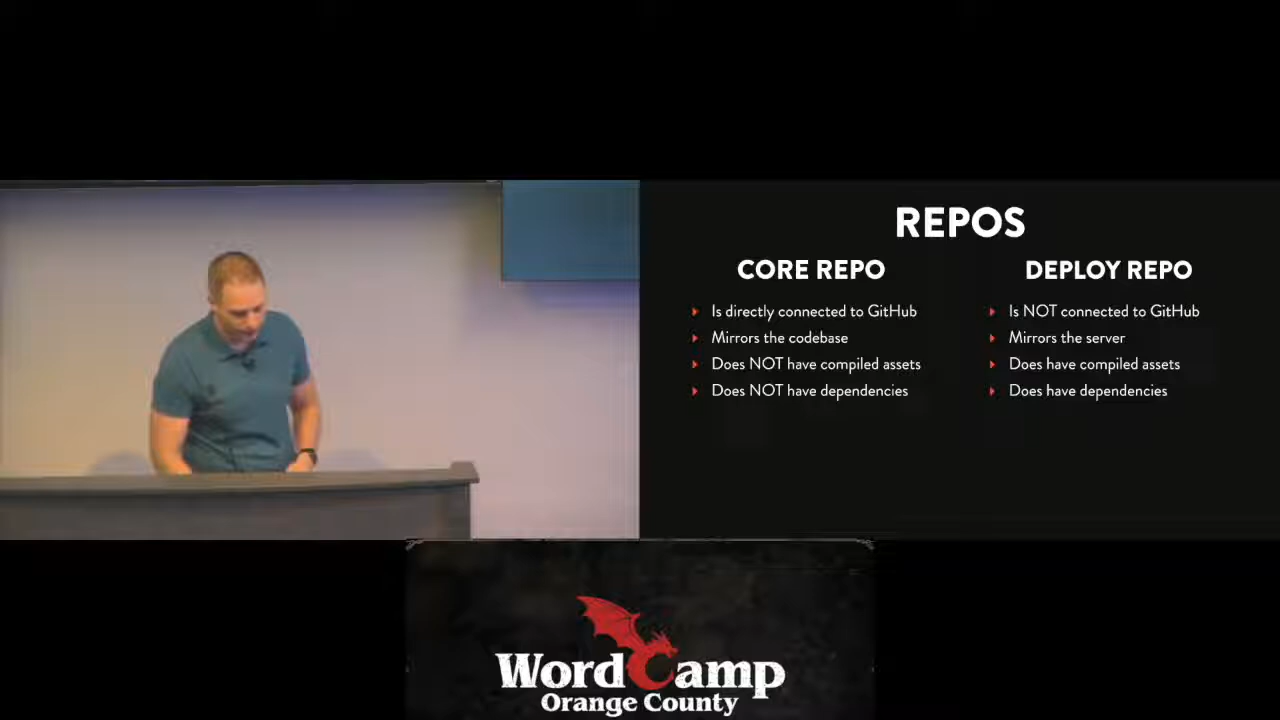 REPOS
CORE REPO
Is directly connected to GitHub
Mirrors the codebase
Does NOT have compiled assets
Does NOT have dependencies
DEPLOY REPO
Is NOT connected to GitHub
Mirrors the server
Does have compiled assets
Does have dependencies
WordCamp
Orange County